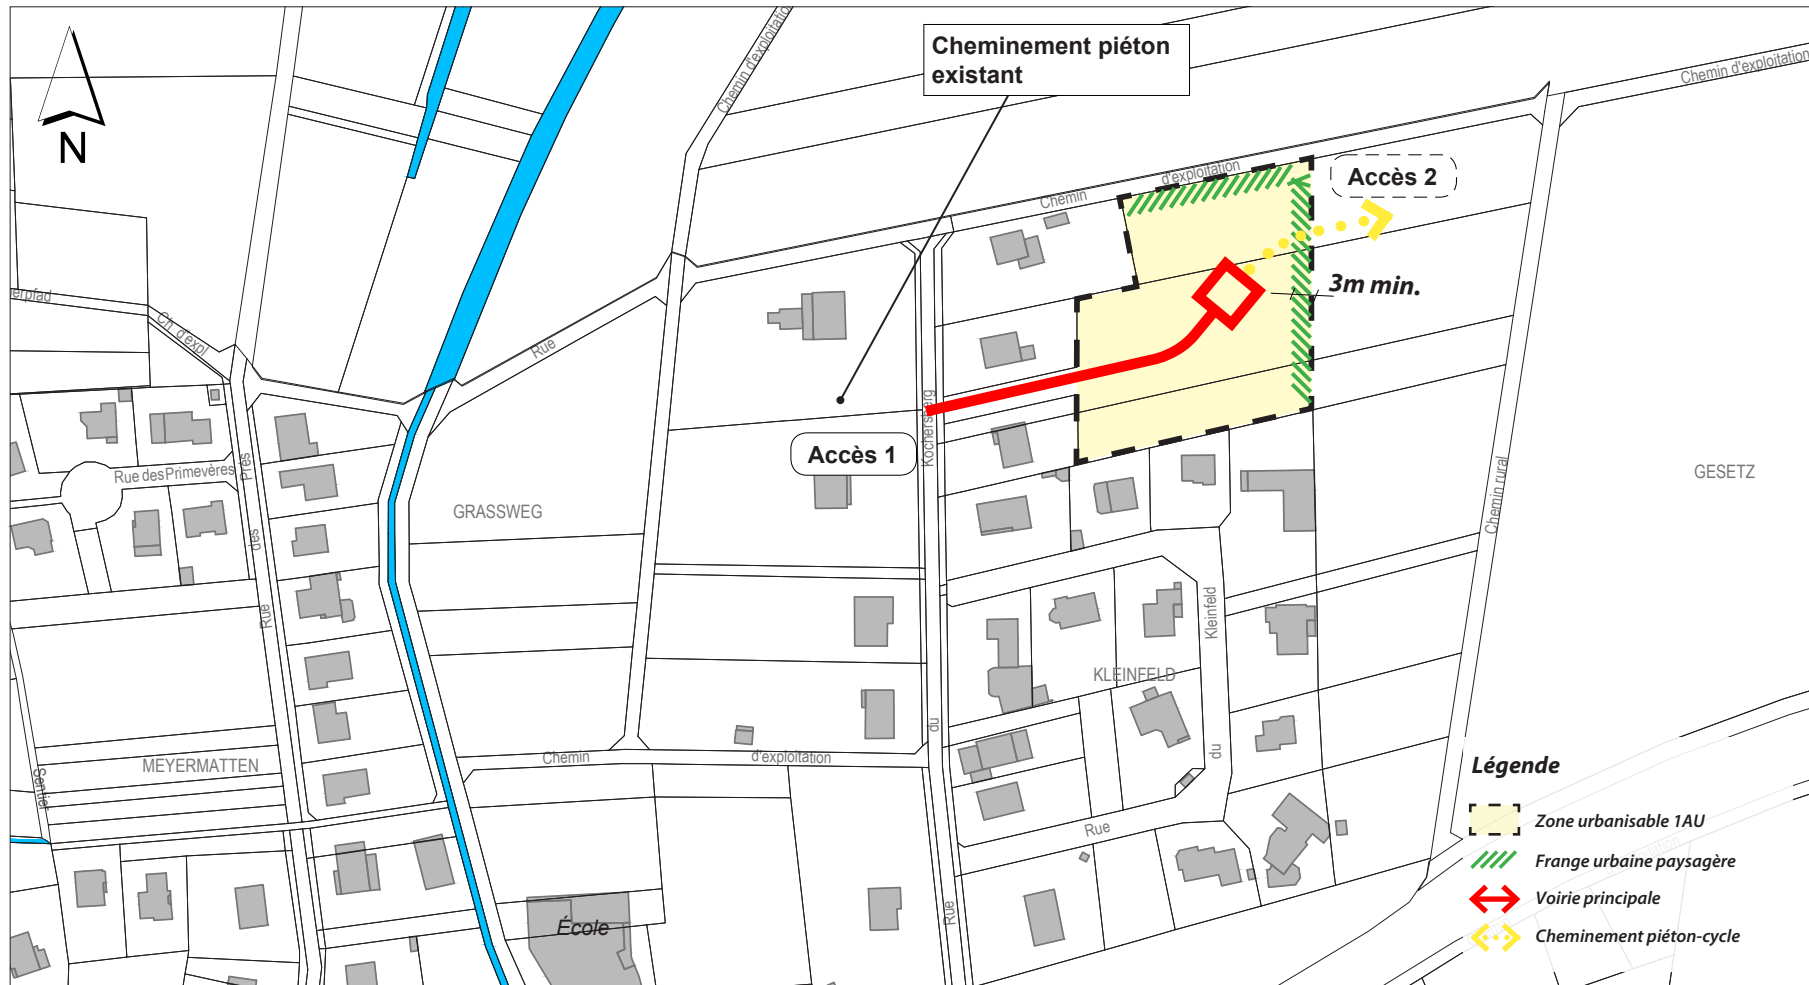 Cheminement piéton
existant
Chemin d'exploitation
Chemin d'exploitation
N
Accès 2
d'exploitation
Chemin
3m min.
erpfad
Ch. d'expl
Rue
Kochersberg
Accès 1
Rue des Primevères
Prés
des
Rue
GRASSWEG
GESETZ
Chemin rural
Kleinfeld
du
Rue
KLEINFELD
du
Rue
Chemin
d'exploitation
MEYERMATTEN
Sentier
École
Légende
Zone urbanisable 1AU
Frange urbaine paysagère
Voirie principale
Cheminement piéton-cycle